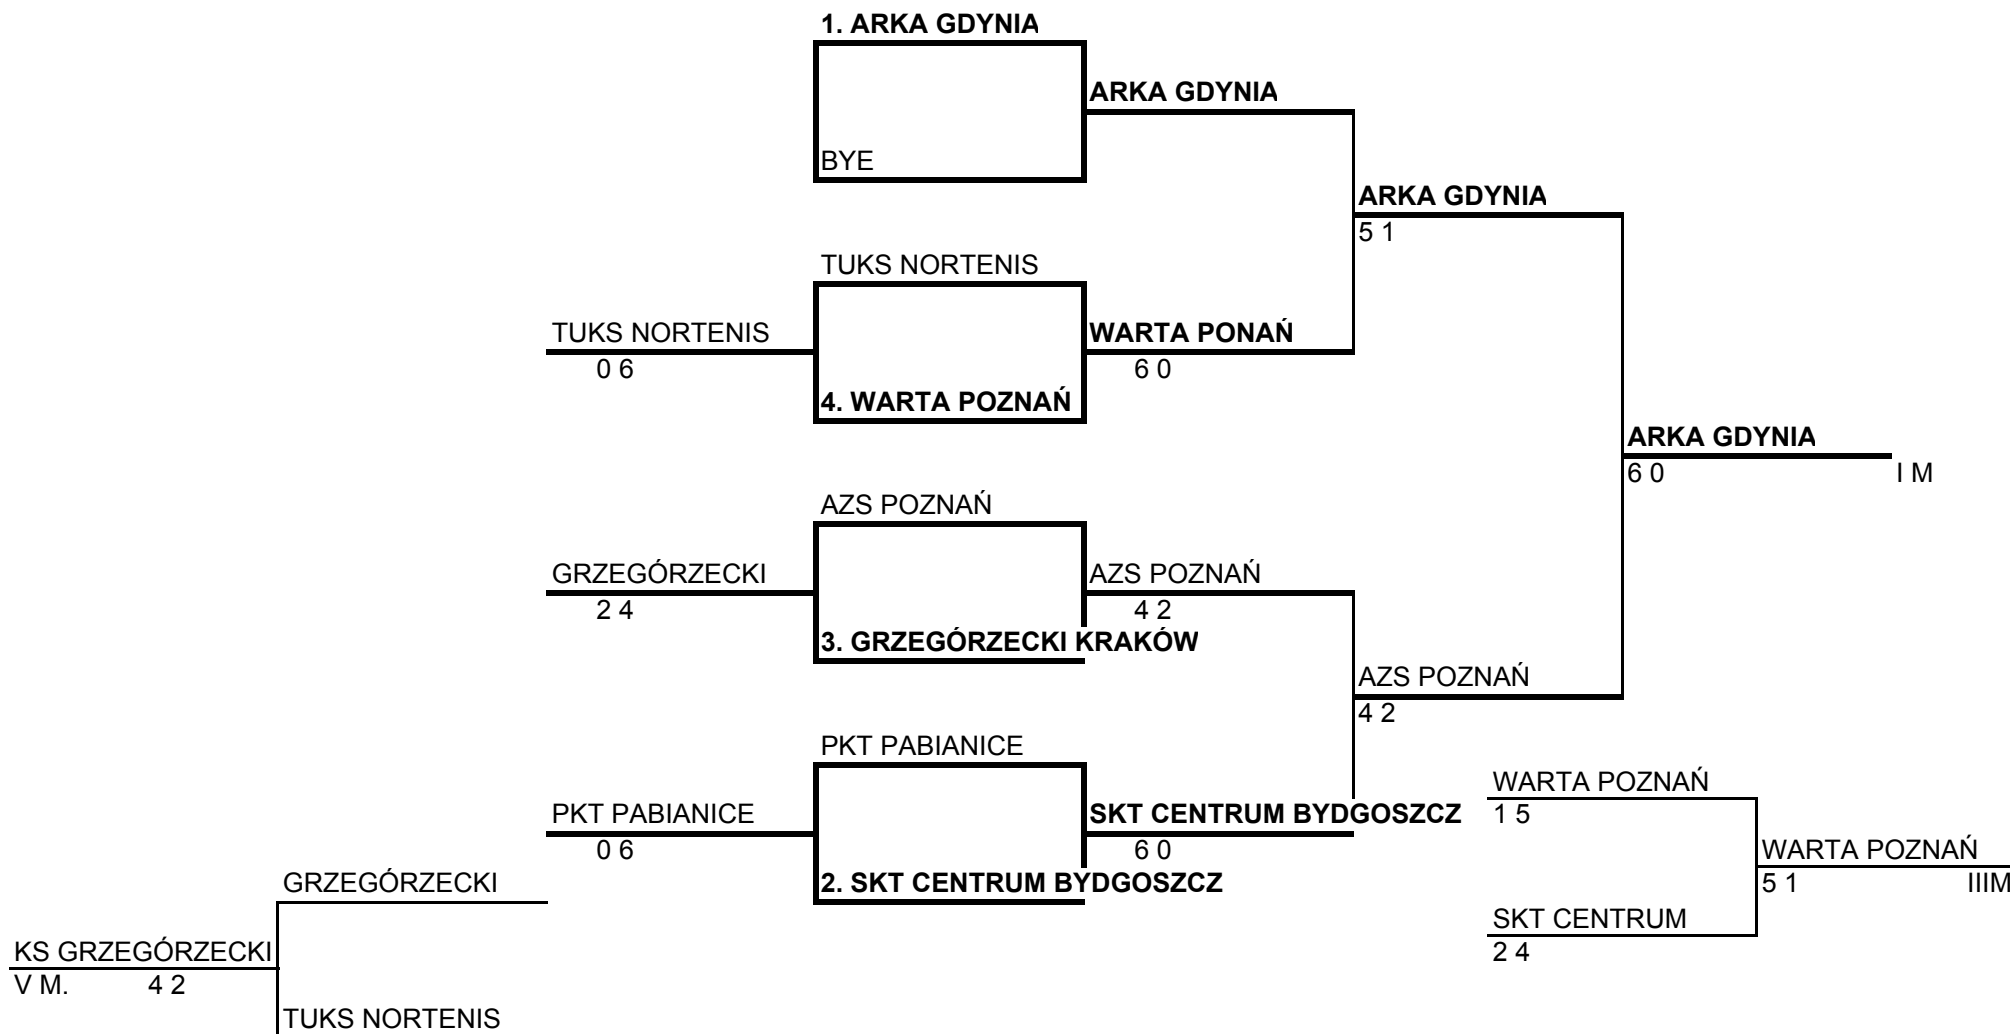 1. ARKA GDYNIA
ARKA GDYNIA
BYE
ARKA GDYNIA
5 1
TUKS NORTENIS
TUKS NORTENIS
WARTA PONAŃ
0 6
6 0
4. WARTA POZNAŃ
ARKA GDYNIA
6 0
I M
AZS POZNAŃ
GRZEGÓRZECKI
AZS POZNAŃ
2 4
4 2
3. GRZEGÓRZECKI KRAKÓW
AZS POZNAŃ
4 2
PKT PABIANICE
WARTA POZNAŃ
PKT PABIANICE
SKT CENTRUM BYDGOSZCZ
1 5
0 6
6 0
WARTA POZNAŃ
GRZEGÓRZECKI
2. SKT CENTRUM BYDGOSZCZ
5 1
IIIM
SKT CENTRUM
2 4
KS GRZEGÓRZECKI
V M.
4 2
TUKS NORTENIS